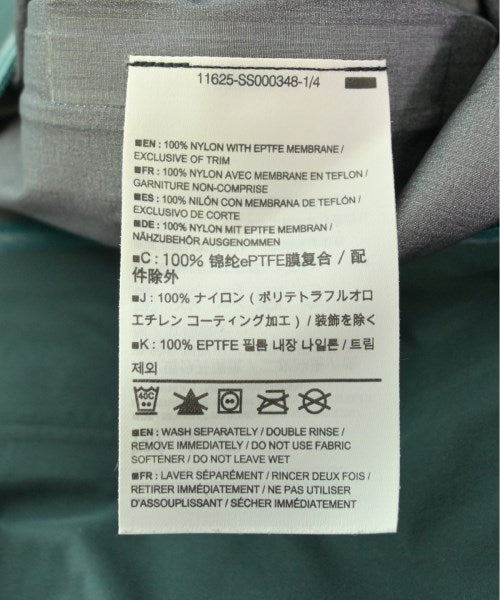 11625-SS000348-1/4
■EN : 100% NYLON WITH EPTFE MEMBRANE /
EXCLUSIVE OF TRIM
■FR : 100% NYLON AVEC MEMBRANE EN TEFLON /
GARNITURE NON-COMPRISE
■ES : 100% NILÓN CON MEMBRANA DE TEFLÓN /
EXCLUSIVO DE CORTE
■DE : 100% NYLON MIT EPTFE MEMBRAN /
NÄHZUBEHÖR AUSGENOMMEN
■C : 100% 锦纶ePTFE膜复合 / 配
件除外
■J : 100% ナイロン ( ポリテトラフルオロ
エチレン コーティング加工 ) / 装飾を除く
■K : 100% EPTFE 필름 내장 나일론 / 트림
제외
40C
■EN : WASH SEPARATELY / DOUBLE RINSE /
REMOVE IMMEDIATELY / DO NOT USE FABRIC
SOFTENER / DO NOT LEAVE WET
■FR : LAVER SÉPARÉMENT / RINCER DEUX FOIS /
RETIRER IMMÉDIATEMENT / NE PAS UTILISER
D'ASSOUPLISSANT / SÉCHER IMMÉDIATEMENT